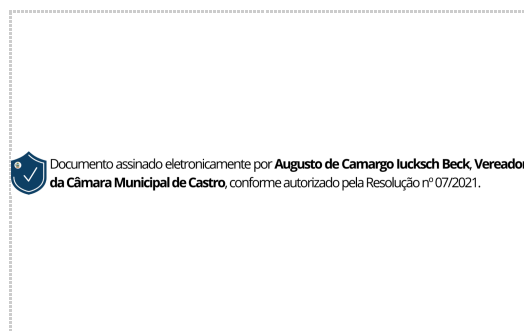 Documento assinado eletronicamente por Augusto de Camargo Iucksch Beck, Vereador
da Câmara Municipal de Castro, conforme autorizado pela Resolução nº 07/2021.